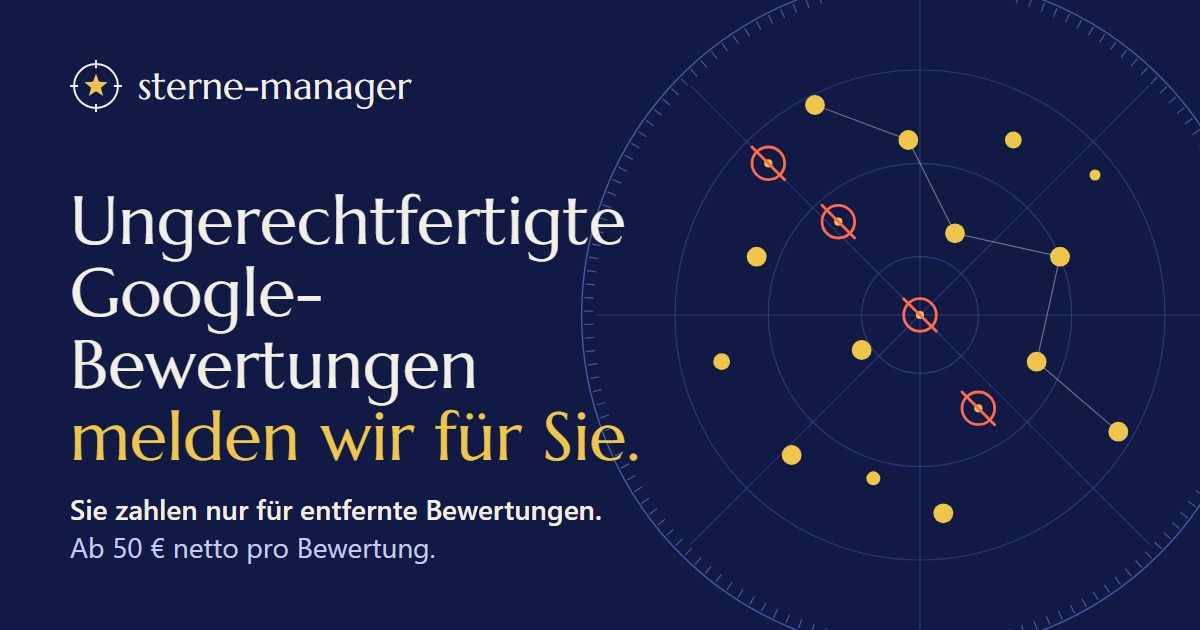 sterne-manager
Ungerechtfertigte
Google-
Bewertungen
melden wir für Sie.
Sie zahlen nur für entfernte Bewertungen.
Ab 50 € netto pro Bewertung.